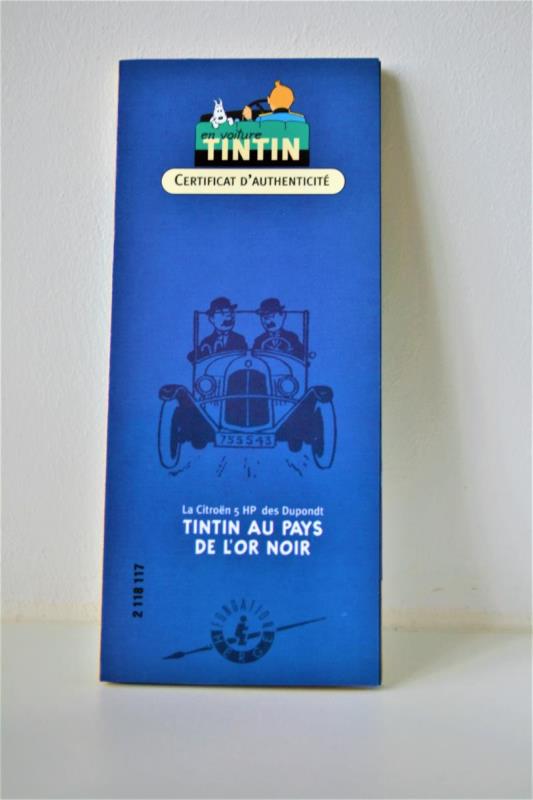 en voiture
TINTIN
CERTIFICAT D'AUTHENTICITÉ
755543
La Citroën 5 HP des Dupondt
TINTIN AU PAYS
DE L'OR NOIR
2 118 117
FONDATION
HERGÉ